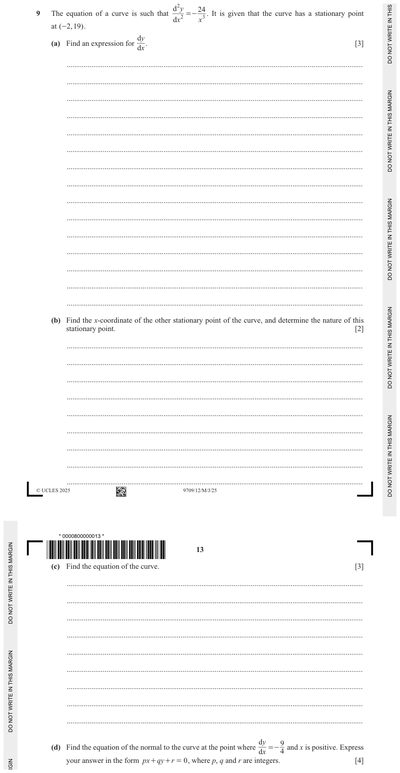 9 The equation of a curve is such that d²y/dx² = −24/x³. It is given that the curve has a stationary point
at (−2, 19).
(a) Find an expression for dy/dx. [3]
(b) Find the x-coordinate of the other stationary point of the curve, and determine the nature of this
stationary point. [2]
© UCLES 2025 9709/12/M/J/25
DO NOT WRITE IN THIS MARGIN
DO NOT WRITE IN THIS MARGIN
DO NOT WRITE IN THIS MARGIN
DO NOT WRITE IN THIS MARGIN
DO NOT WRITE IN THIS
* 0000800000013 *
13
(c) Find the equation of the curve. [3]
(d) Find the equation of the normal to the curve at the point where dy/dx = −9/4 and x is positive. Express
your answer in the form px + qy + r = 0, where p, q and r are integers. [4]
DO NOT WRITE IN THIS MARGIN
DO NOT WRITE IN THIS MARGIN